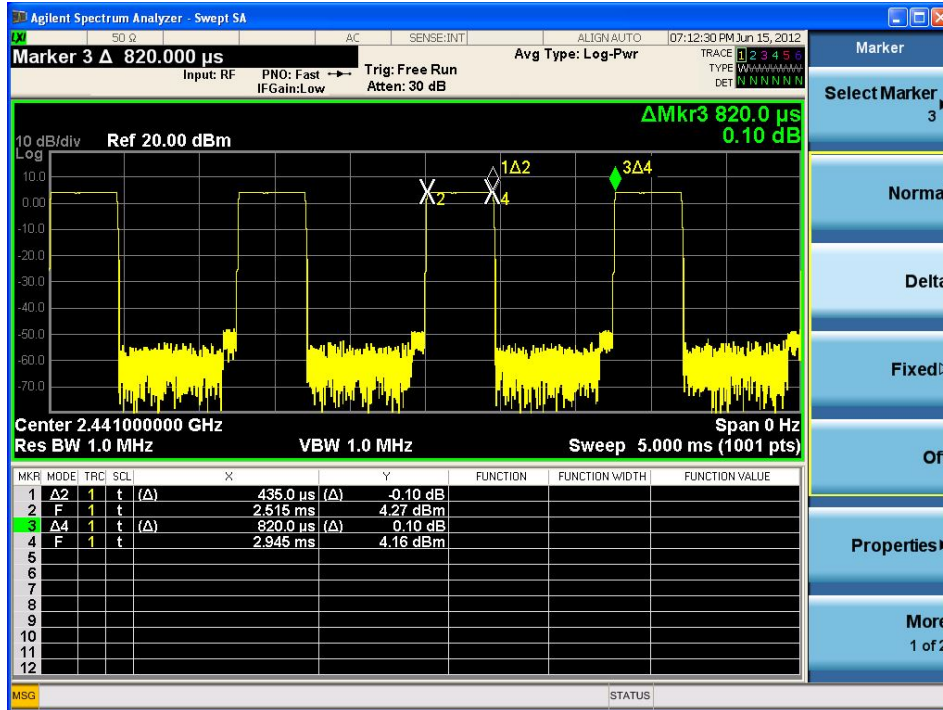 Agilent Spectrum Analyzer - Swept SA
LXI 50 Ω AC SENSE:INT ALIGN AUTO 07:12:30 PM Jun 15, 2012
Marker 3 Δ 820.000 µs
Input: RF PNO: Fast Trig: Free Run Avg Type: Log-Pwr TRACE 1 2 3 4 5 6
IFGain:Low Atten: 30 dB TYPE
DET N N N N N N
ΔMkr3 820.0 µs
0.10 dB
10 dB/div Ref 20.00 dBm
Log
10.0
0.00
-10.0
-20.0
-30.0
-40.0
-50.0
-60.0
-70.0
1Δ2 3Δ4
2 4
Center 2.441000000 GHz Span 0 Hz
Res BW 1.0 MHz VBW 1.0 MHz Sweep 5.000 ms (1001 pts)
MKR MODE TRC SCL X Y FUNCTION FUNCTION WIDTH FUNCTION VALUE
1 Δ2 1 t (Δ) 435.0 µs (Δ) -0.10 dB
2 F 1 t 2.515 ms 4.27 dBm
3 Δ4 1 t (Δ) 820.0 µs (Δ) 0.10 dB
4 F 1 t 2.945 ms 4.16 dBm
5
6
7
8
9
10
11
12
MSG STATUS
Marker
Select Marker
3
Norma
Delta
Fixed
Of
Properties
More
1 of 2